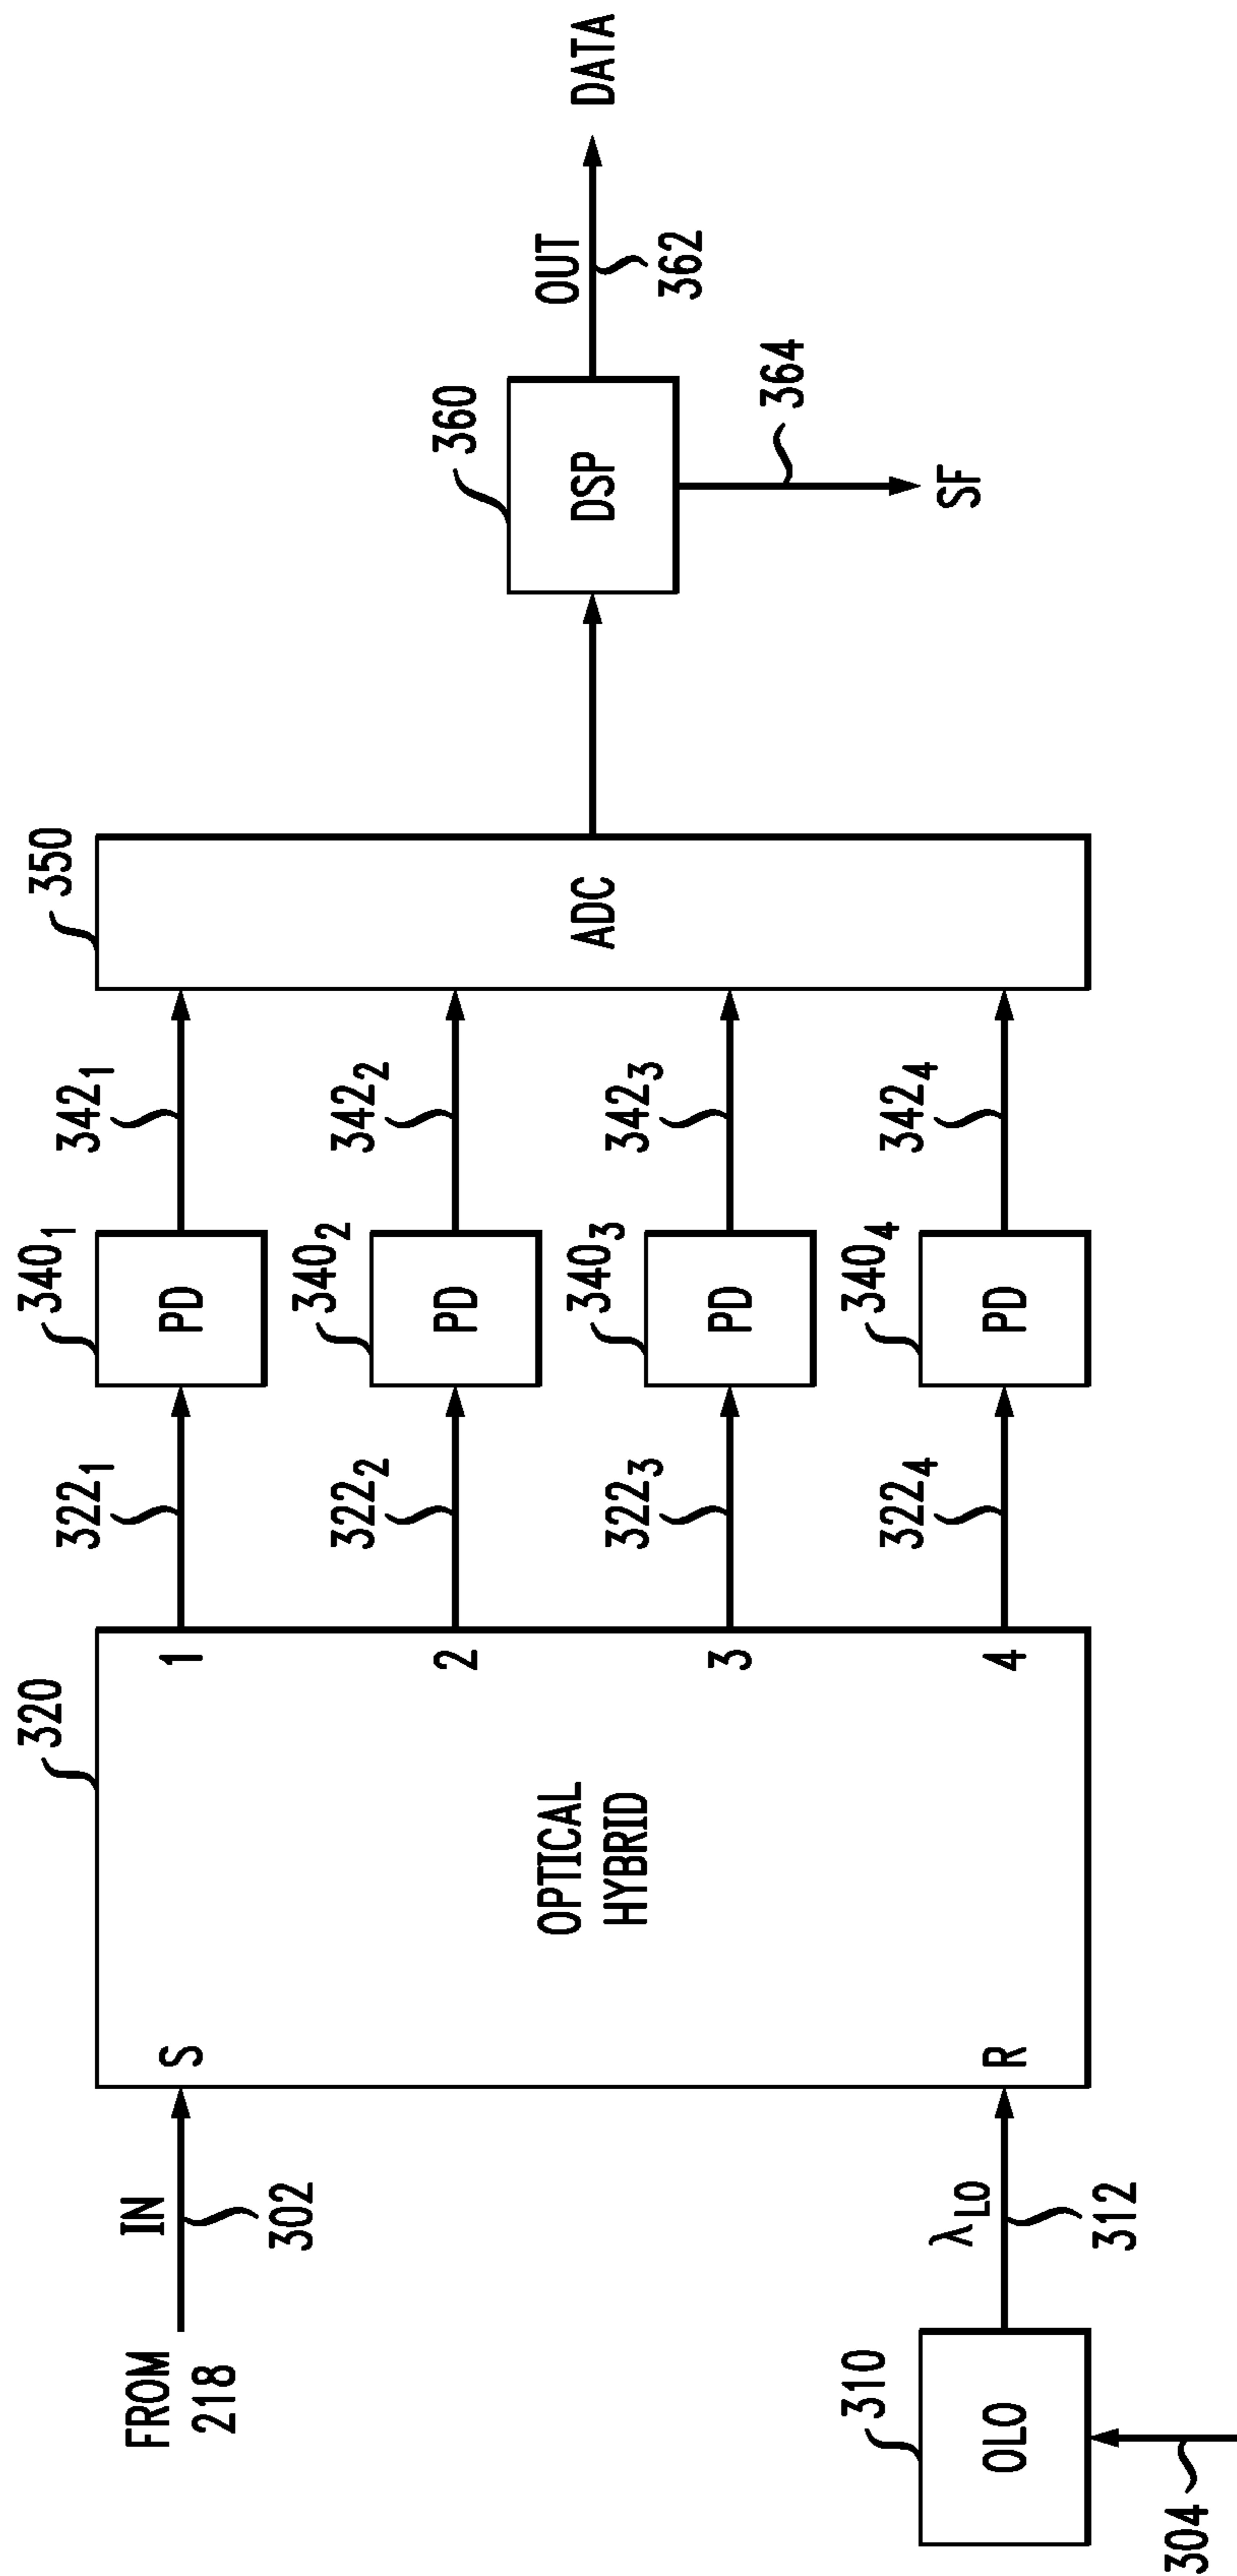 FROM
218
IN
302
304
310
OLO
λLO
312
320
S
R
OPTICAL
HYBRID
1
2
3
4
322₁
322₂
322₃
322₄
340₁
PD
340₂
PD
340₃
PD
340₄
PD
342₁
342₂
342₃
342₄
350
ADC
360
DSP
OUT
362
DATA
364
SF